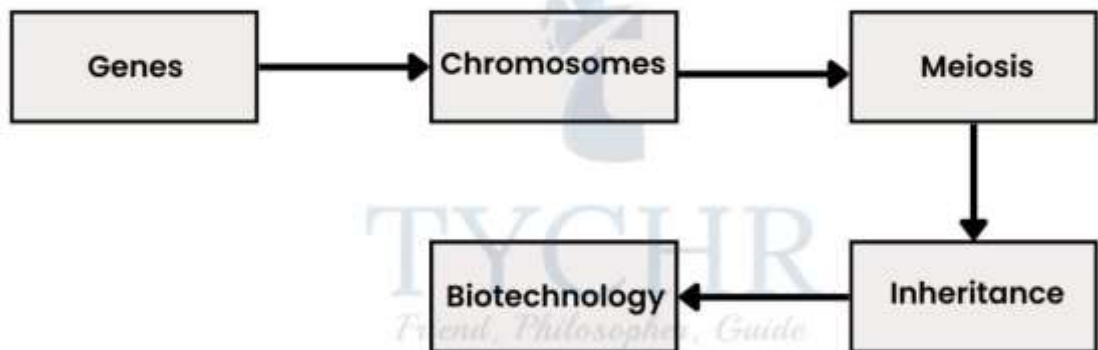 Genes
Chromosomes
Meiosis
TYCHR
Biotechnology
Inheritance
Friend, Philosopher, Guide